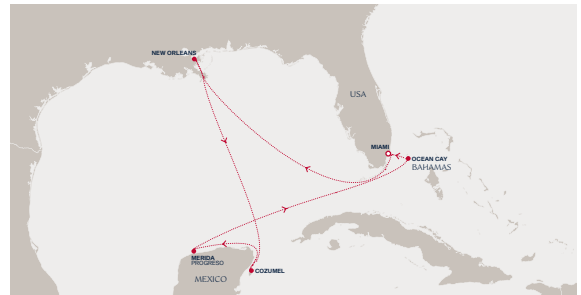 NEW ORLEANS
USA
MIAMI
OCEAN CAY
BAHAMAS
MERIDA
PROGRESO
COZUMEL
MEXICO